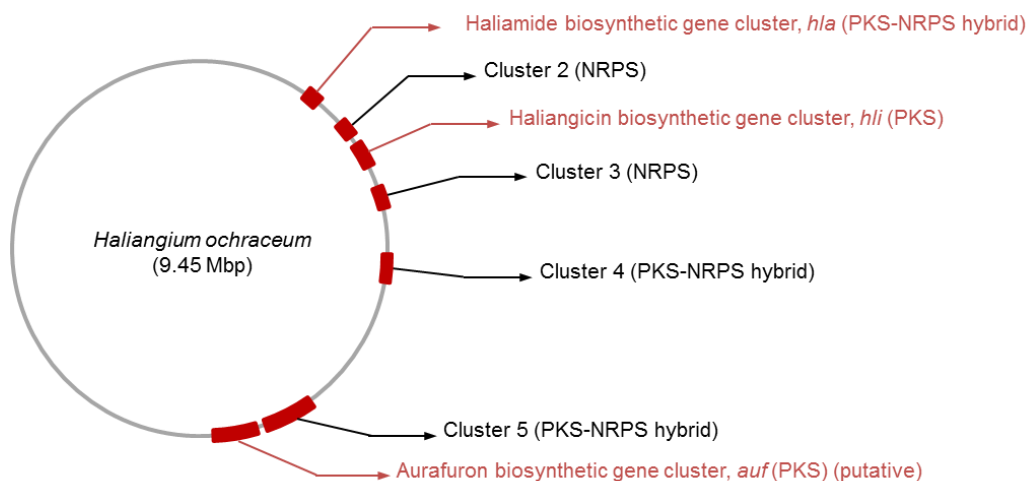 Haliamide biosynthetic gene cluster, hla (PKS-NRPS hybrid)
Cluster 2 (NRPS)
Haliangicin biosynthetic gene cluster, hli (PKS)
Cluster 3 (NRPS)
Haliangium ochraceum
(9.45 Mbp)
Cluster 4 (PKS-NRPS hybrid)
Cluster 5 (PKS-NRPS hybrid)
Aurafuron biosynthetic gene cluster, auf (PKS) (putative)